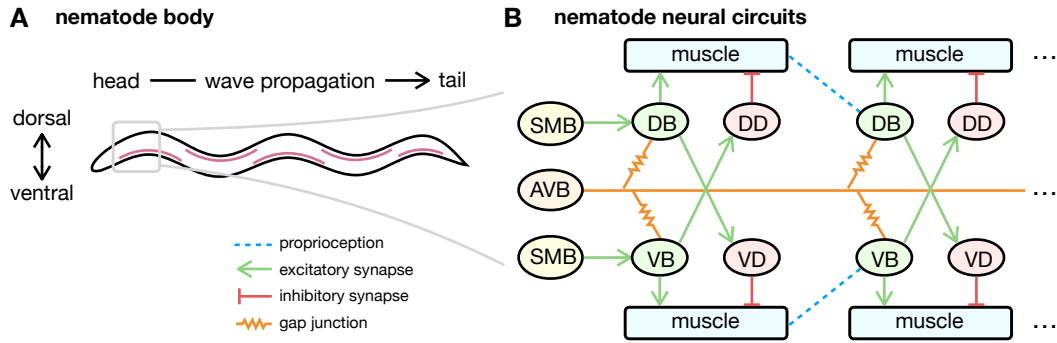 A nematode body
head wave propagation tail
dorsal
ventral
proprioception
excitatory synapse
inhibitory synapse
gap junction
B nematode neural circuits
muscle muscle ...
SMB DB DD DB DD
AVB ...
SMB VB VD VB VD
muscle muscle ...